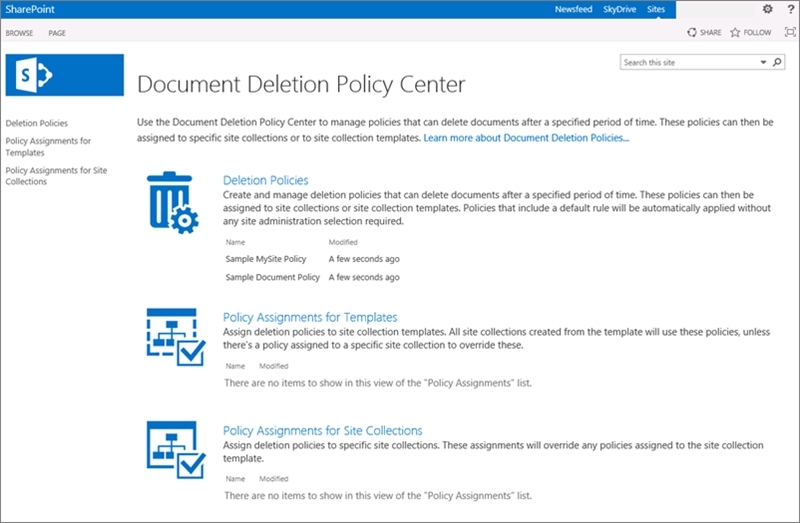 SharePoint
Newsfeed SkyDrive Sites ?
BROWSE PAGE
SHARE FOLLOW
S
Document Deletion Policy Center
Search this site
Deletion Policies
Policy Assignments for
Templates
Policy Assignments for Site
Collections
Use the Document Deletion Policy Center to manage policies that can delete documents after a specified period of time. These policies can then be
assigned to specific site collections or to site collection templates. Learn more about Document Deletion Policies...
Deletion Policies
Create and manage deletion policies that can delete documents after a specified period of time. These policies can then be
assigned to site collections or site collection templates. Policies that include a default rule will be automatically applied without
any site administration selection required.
Name Modified
Sample MySite Policy A few seconds ago
Sample Document Policy A few seconds ago
Policy Assignments for Templates
Assign deletion policies to site collection templates. All site collections created from the template will use these policies, unless
there's a policy assigned to a specific site collection to override these.
Name Modified
There are no items to show in this view of the "Policy Assignments" list.
Policy Assignments for Site Collections
Assign deletion policies to specific site collections. These assignments will override any policies assigned to the site collection
template.
Name Modified
There are no items to show in this view of the "Policy Assignments" list.